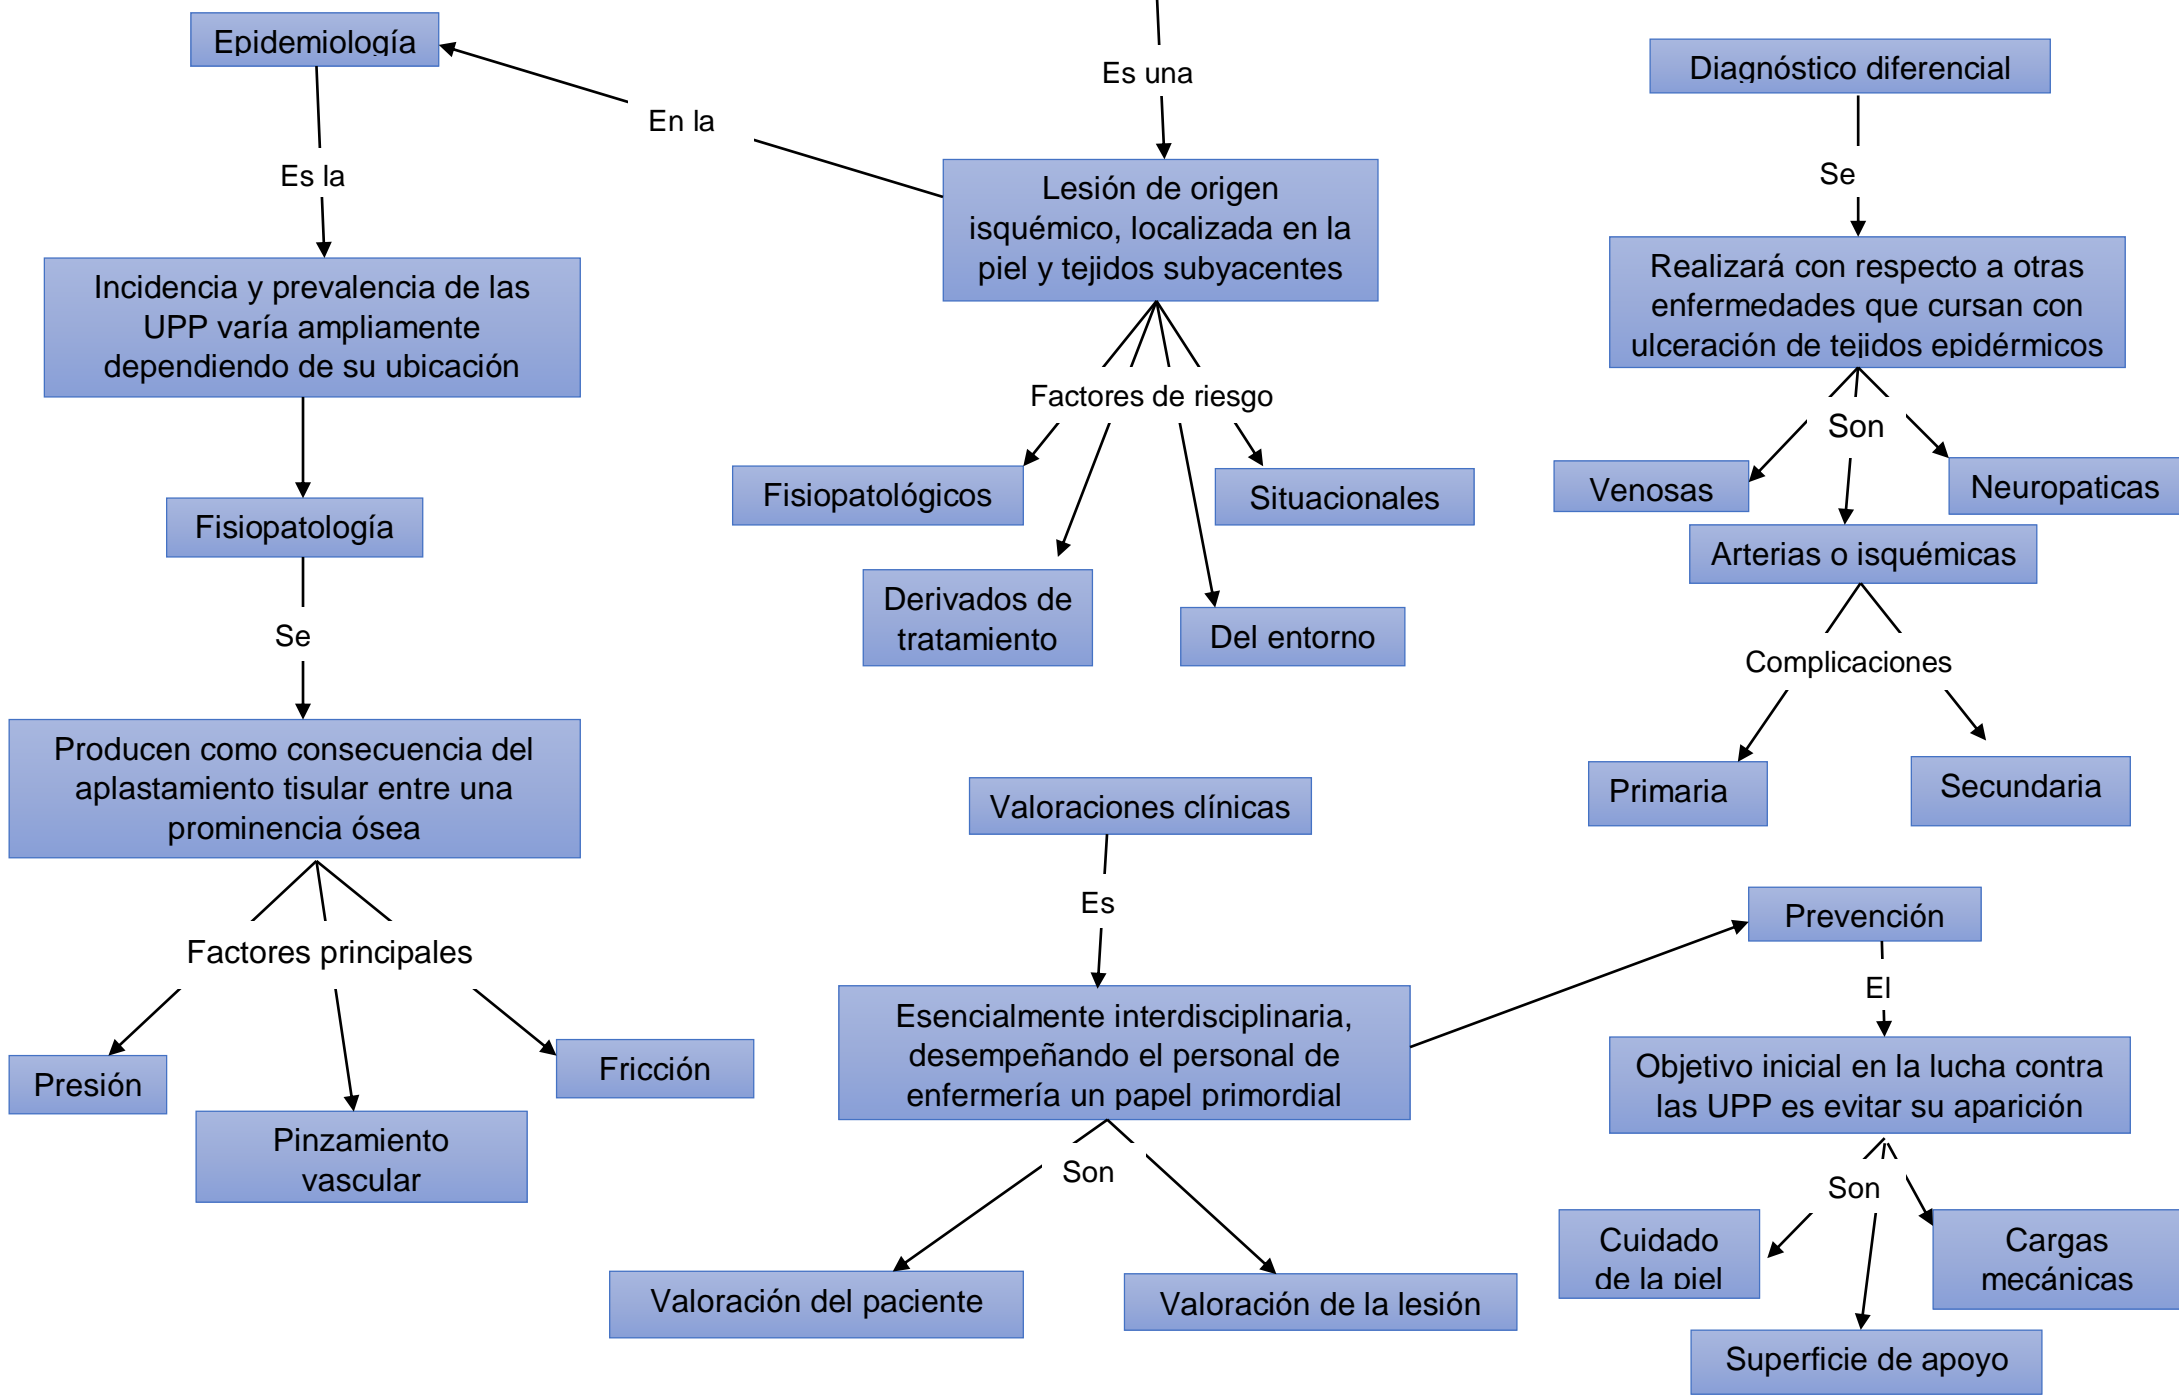 Epidemiología
Es la
Incidencia y prevalencia de las
UPP varía ampliamente
dependiendo de su ubicación
Fisiopatología
Se
Producen como consecuencia del
aplastamiento tisular entre una
prominencia ósea
Factores principales
Presión
Pinzamiento
vascular
Fricción
En la
Es una
Lesión de origen
isquémico, localizada en la
piel y tejidos subyacentes
Factores de riesgo
Fisiopatológicos
Situacionales
Derivados de
tratamiento
Del entorno
Valoraciones clínicas
Es
Esencialmente interdisciplinaria,
desempeñando el personal de
enfermería un papel primordial
Son
Valoración del paciente
Valoración de la lesión
Diagnóstico diferencial
Se
Realizará con respecto a otras
enfermedades que cursan con
ulceración de tejidos epidérmicos
Son
Venosas
Neuropaticas
Arterias o isquémicas
Complicaciones
Primaria
Secundaria
Prevención
El
Objetivo inicial en la lucha contra
las UPP es evitar su aparición
Son
Cuidado
de la piel
Cargas
mecánicas
Superficie de apoyo